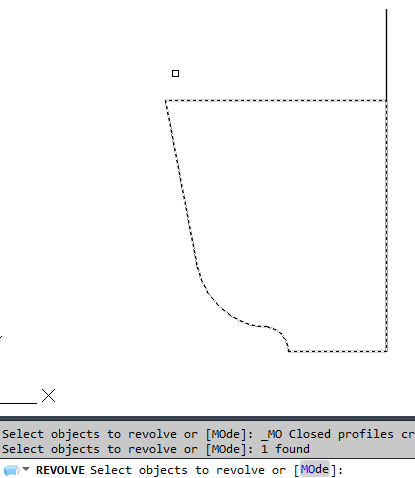 Select objects to revolve or [MOde]: _MO Closed profiles cr
Select objects to revolve or [MOde]: 1 found
REVOLVE Select objects to revolve or [MOde]: